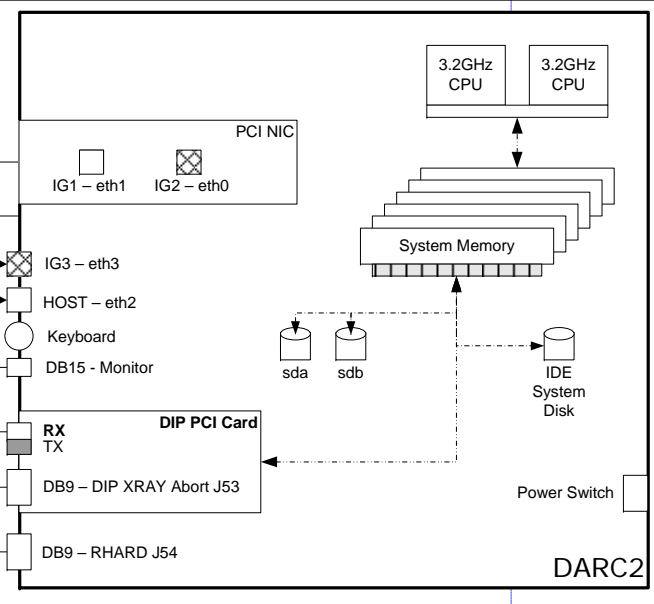 3.2GHz
CPU
3.2GHz
CPU
PCI NIC
IG1 – eth1
IG2 – eth0
System Memory
IG3 – eth3
HOST – eth2
Keyboard
DB15 - Monitor
sda
sdb
IDE
System
Disk
DIP PCI Card
RX
TX
DB9 – DIP XRAY Abort J53
Power Switch
DB9 – RHARD J54
DARC2